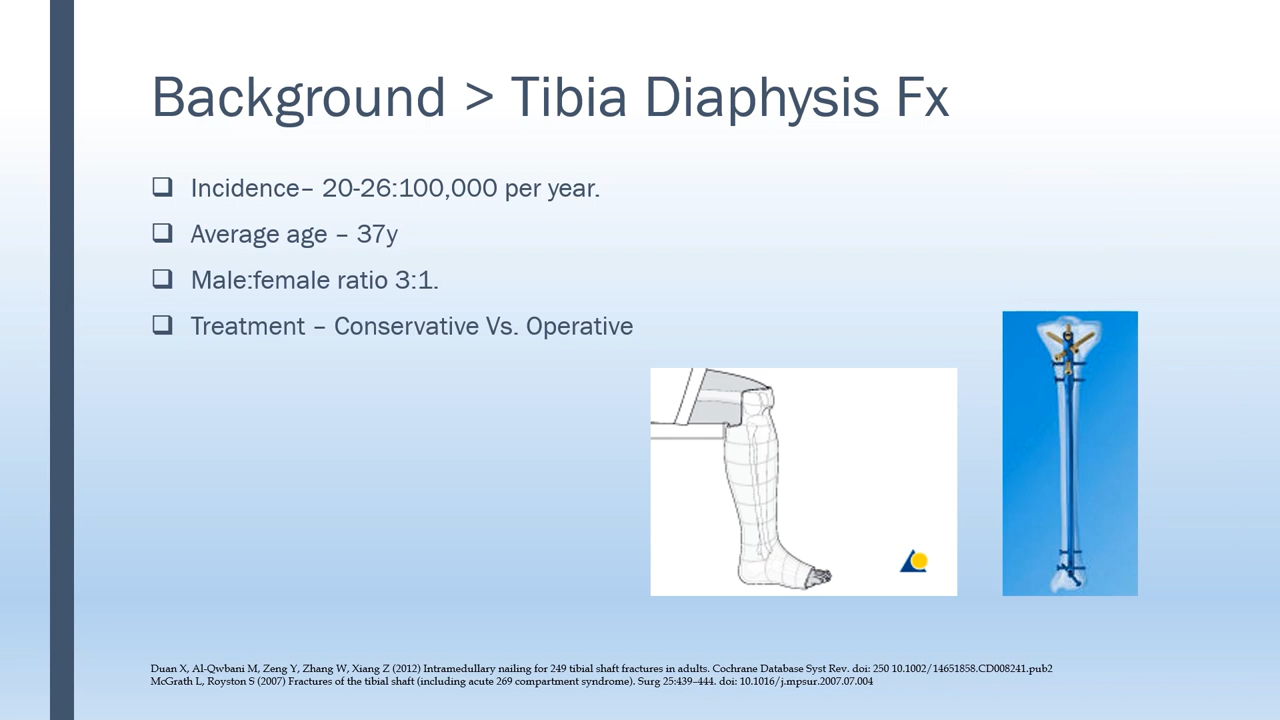 Background > Tibia Diaphysis Fx
Incidence– 20-26:100,000 per year.
Average age – 37y
Male:female ratio 3:1.
Treatment – Conservative Vs. Operative
Duan X, Al-Qwbani M, Zeng Y, Zhang W, Xiang Z (2012) Intramedullary nailing for 249 tibial shaft fractures in adults. Cochrane Database Syst Rev. doi: 250 10.1002/14651858.CD008241.pub2
McGrath L, Royston S (2007) Fractures of the tibial shaft (including acute 269 compartment syndrome). Surg 25:439–444. doi: 10.1016/j.mpsur.2007.07.004